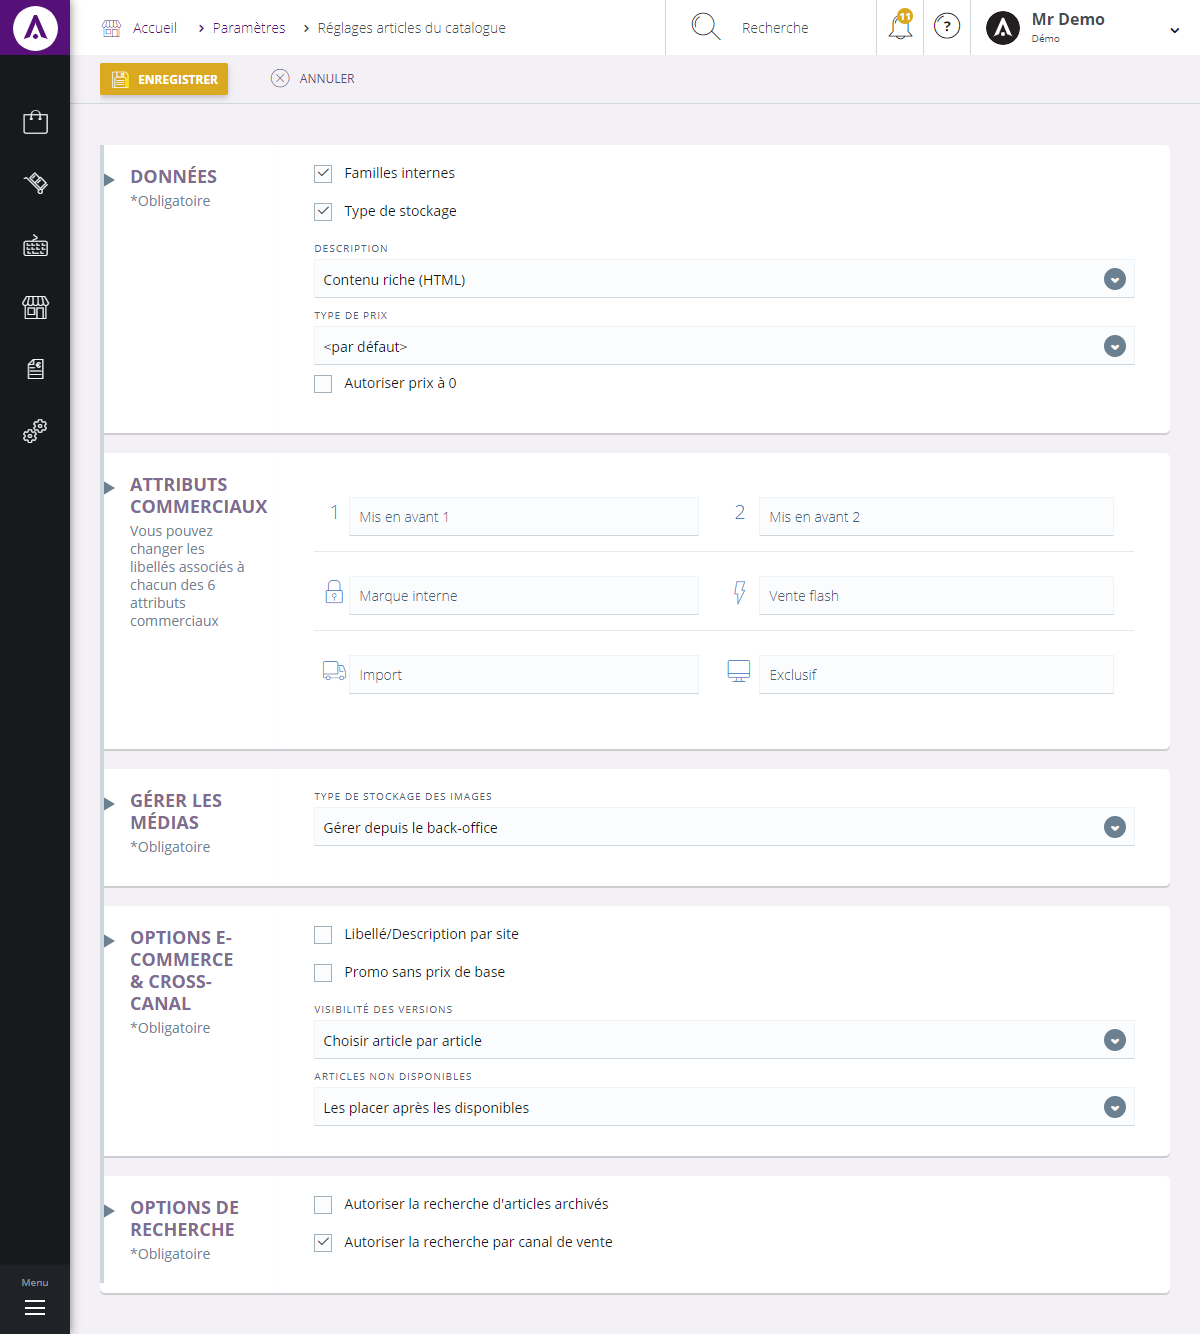 Accueil > Paramètres > Réglages articles du catalogue
Recherche
11
?
Mr Demo
Démo
ENREGISTRER
ANNULER
DONNÉES
*Obligatoire
Familles internes
Type de stockage
DESCRIPTION
Contenu riche (HTML)
TYPE DE PRIX
<par défaut>
Autoriser prix à 0
ATTRIBUTS
COMMERCIAUX
Vous pouvez
changer les
libellés associés à
chacun des 6
attributs
commerciaux
1 Mis en avant 1
2 Mis en avant 2
Marque interne
Vente flash
Import
Exclusif
GÉRER LES
MÉDIAS
*Obligatoire
TYPE DE STOCKAGE DES IMAGES
Gérer depuis le back-office
OPTIONS E-
COMMERCE
& CROSS-
CANAL
*Obligatoire
Libellé/Description par site
Promo sans prix de base
VISIBILITÉ DES VERSIONS
Choisir article par article
ARTICLES NON DISPONIBLES
Les placer après les disponibles
OPTIONS DE
RECHERCHE
*Obligatoire
Autoriser la recherche d'articles archivés
Autoriser la recherche par canal de vente
Menu